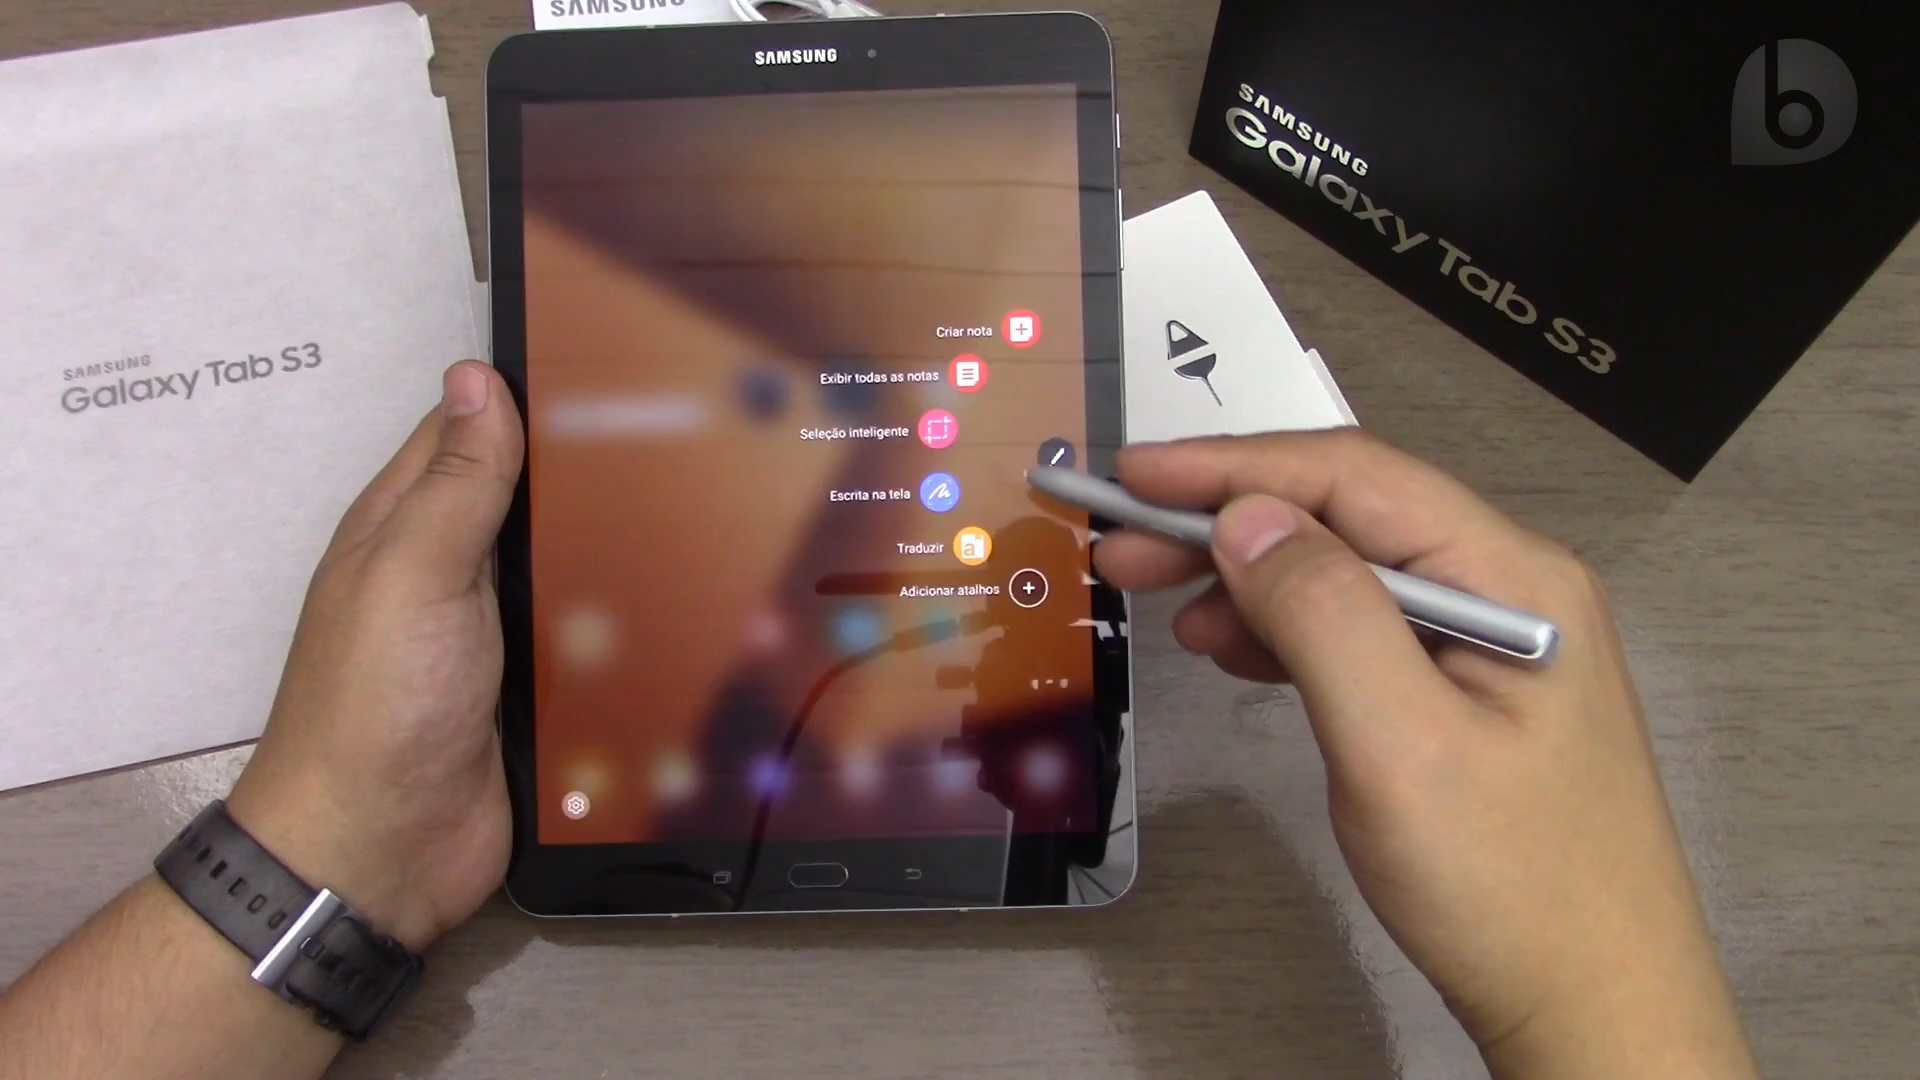 SAMSUNG
SAMSUNG
SAMSUNG
Galaxy Tab S3
b
SAMSUNG
Galaxy Tab S3
Criar nota
Exibir todas as notas
Seleção inteligente
Escrita na tela
Traduzir
a
Adicionar atalhos